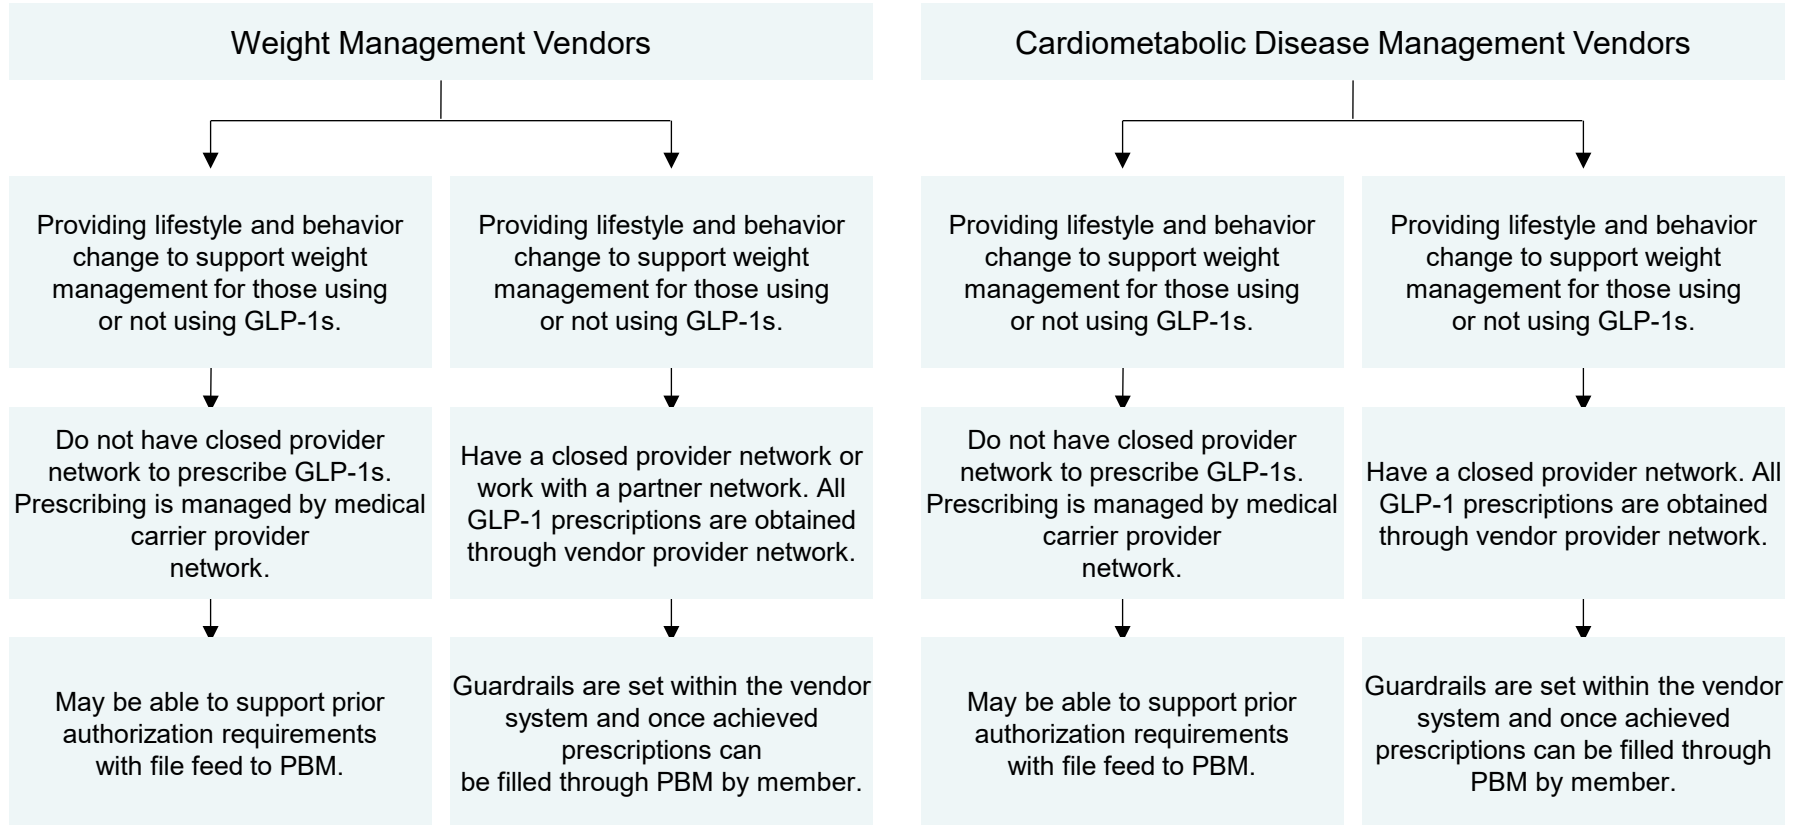 Weight Management Vendors
Cardiometabolic Disease Management Vendors
Providing lifestyle and behavior
change to support weight
management for those using
or not using GLP-1s.
Providing lifestyle and behavior
change to support weight
management for those using
or not using GLP-1s.
Providing lifestyle and behavior
change to support weight
management for those using
or not using GLP-1s.
Providing lifestyle and behavior
change to support weight
management for those using
or not using GLP-1s.
Do not have closed provider
network to prescribe GLP-1s.
Prescribing is managed by medical
carrier provider
network.
Have a closed provider network or
work with a partner network. All
GLP-1 prescriptions are obtained
through vendor provider network.
Do not have closed provider
network to prescribe GLP-1s.
Prescribing is managed by medical
carrier provider
network.
Have a closed provider network. All
GLP-1 prescriptions are obtained
through vendor provider network.
May be able to support prior
authorization requirements
with file feed to PBM.
Guardrails are set within the vendor
system and once achieved
prescriptions can
be filled through PBM by member.
May be able to support prior
authorization requirements
with file feed to PBM.
Guardrails are set within the vendor
system and once achieved
prescriptions can be filled through
PBM by member.